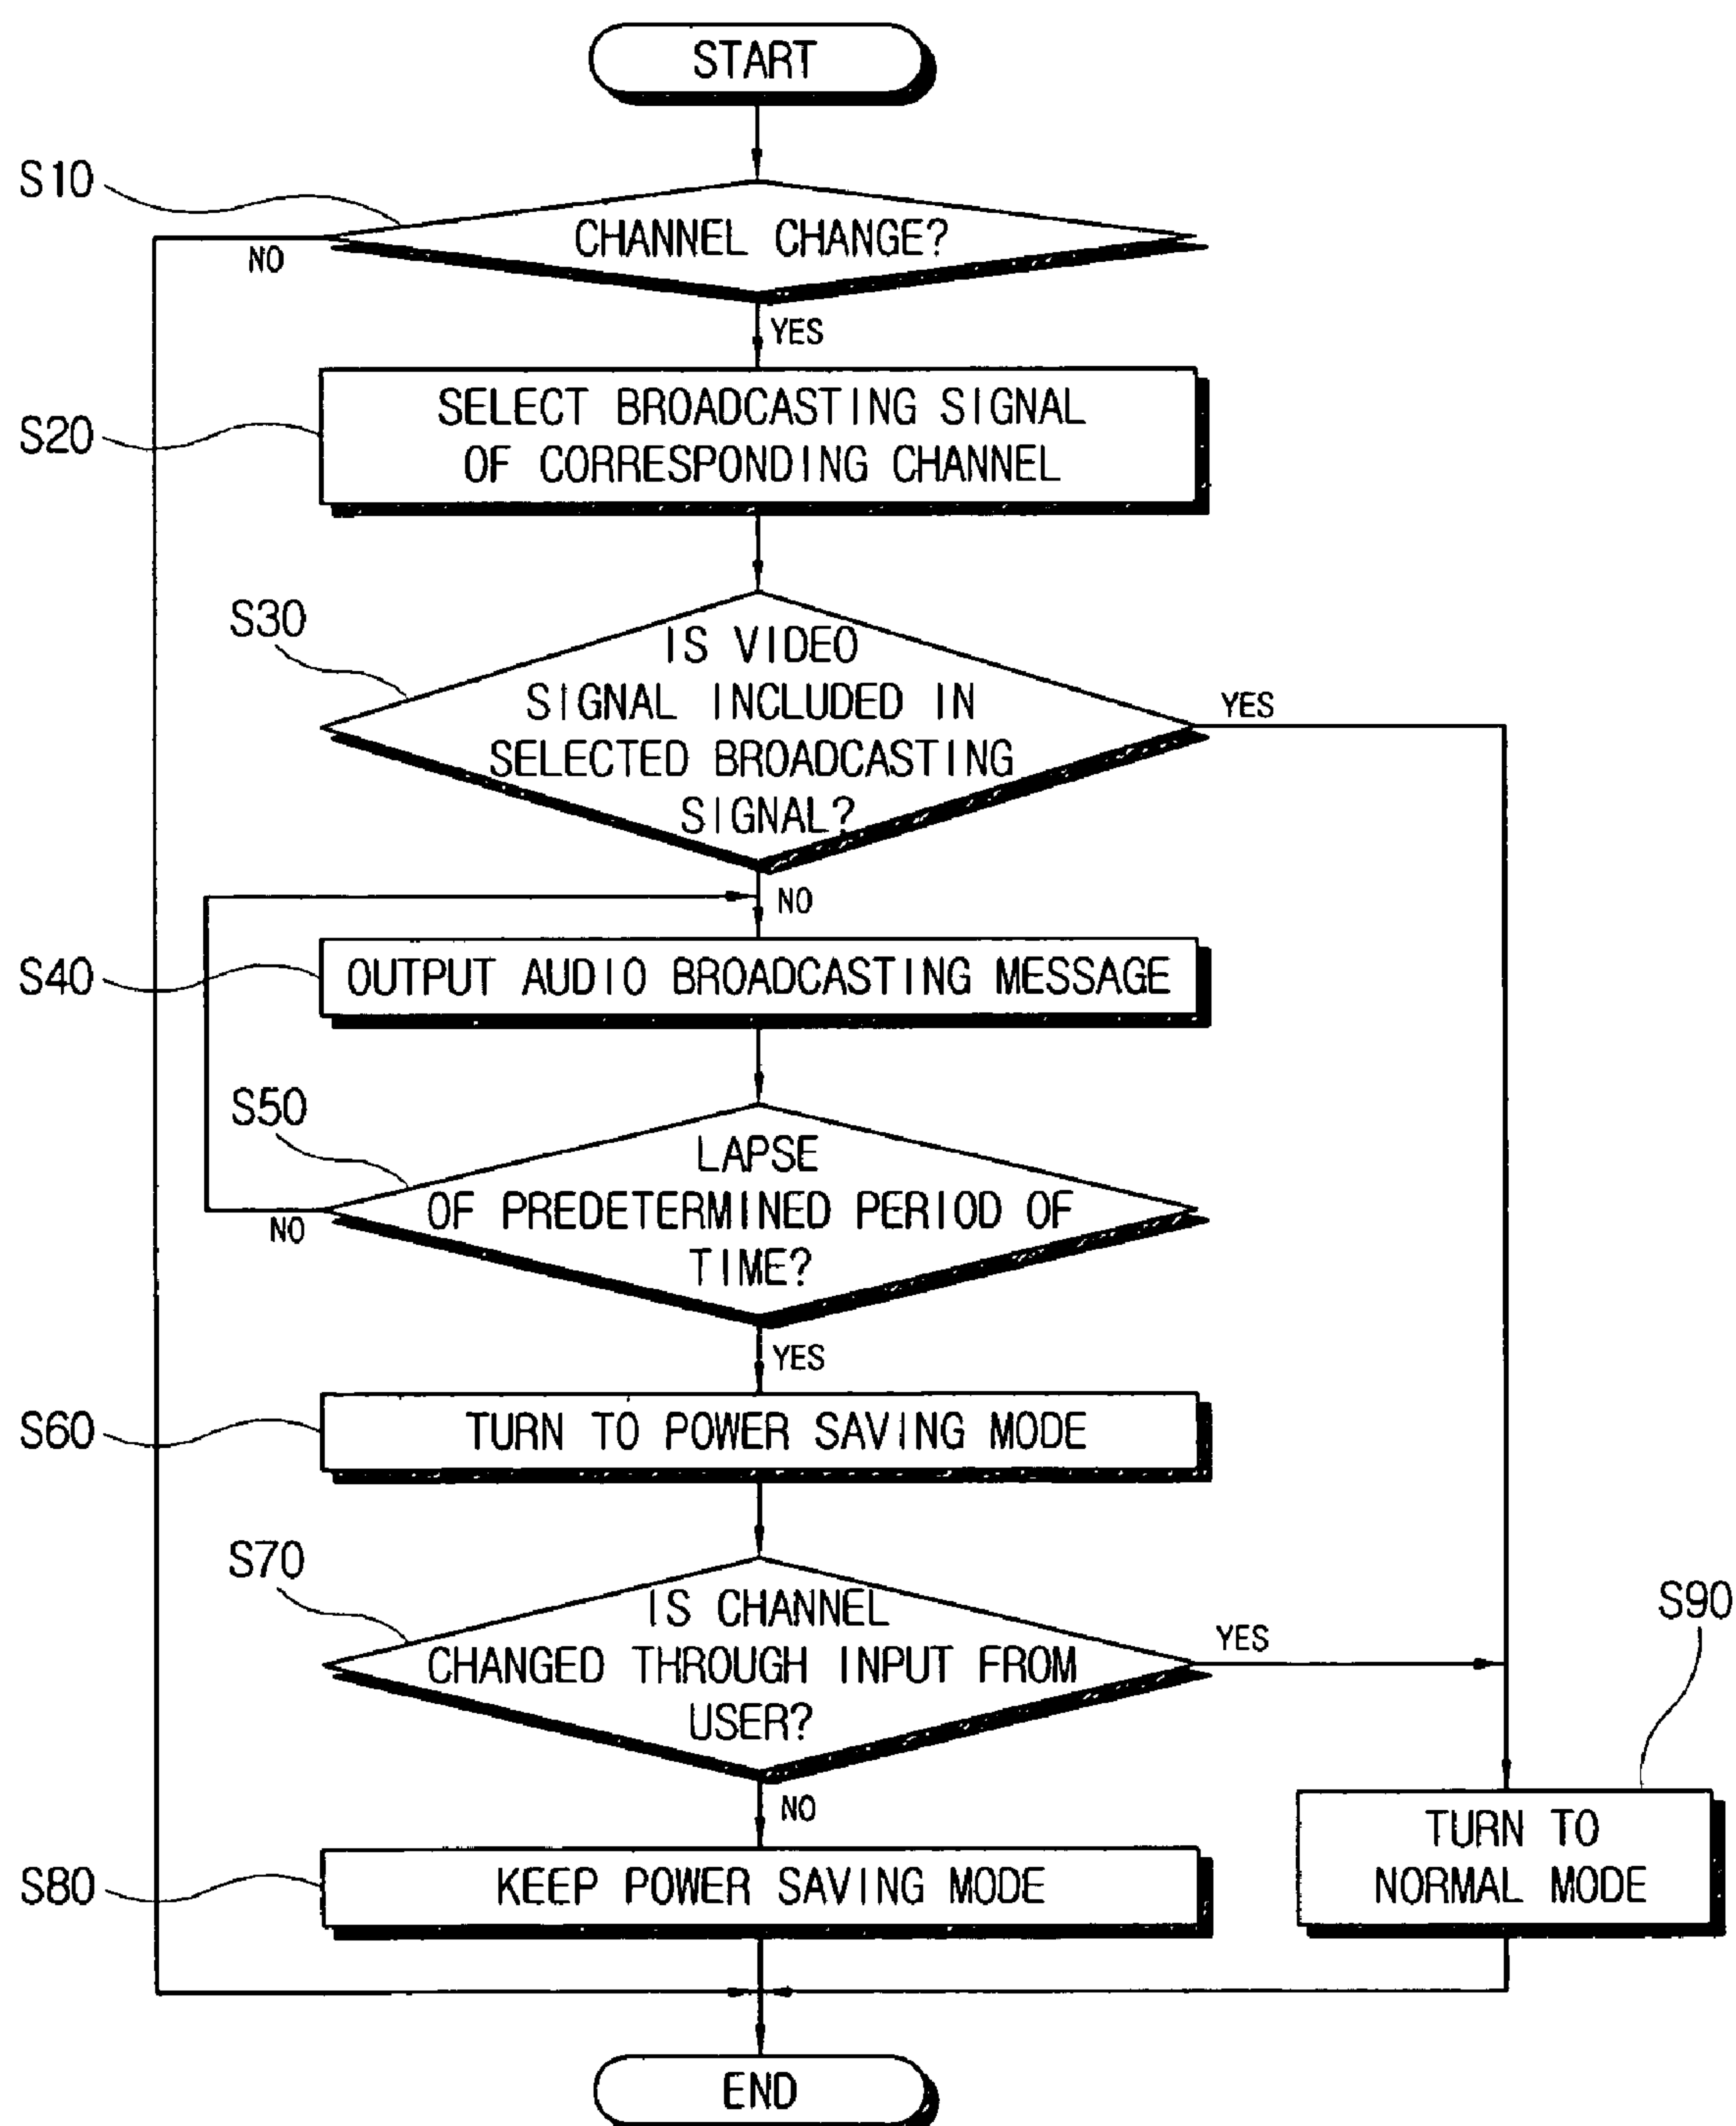 START
S10
CHANNEL CHANGE?
NO
YES
S20
SELECT BROADCASTING SIGNAL
OF CORRESPONDING CHANNEL
S30
IS VIDEO
SIGNAL INCLUDED IN
SELECTED BROADCASTING
SIGNAL?
YES
NO
S40
OUTPUT AUDIO BROADCASTING MESSAGE
S50
LAPSE
OF PREDETERMINED PERIOD OF
TIME?
NO
YES
S60
TURN TO POWER SAVING MODE
S70
IS CHANNEL
CHANGED THROUGH INPUT FROM
USER?
YES
S90
NO
TURN TO
NORMAL MODE
S80
KEEP POWER SAVING MODE
END